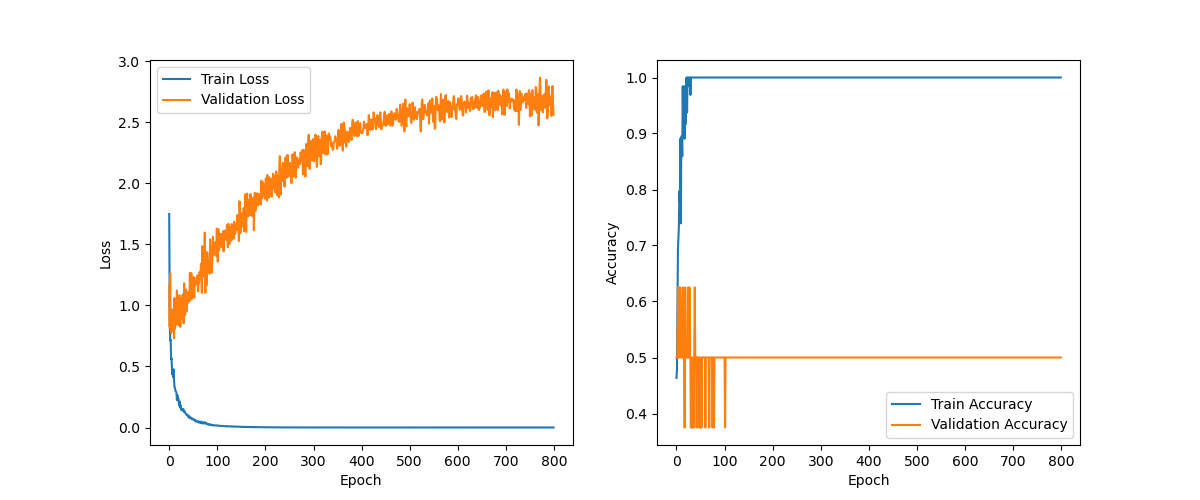 3.0
2.5
2.0
1.5
1.0
0.5
0.0
Loss
Train Loss
Validation Loss
0 100 200 300 400 500 600 700 800
Epoch
1.0
0.9
0.8
0.7
0.6
0.5
0.4
Accuracy
Train Accuracy
Validation Accuracy
0 100 200 300 400 500 600 700 800
Epoch